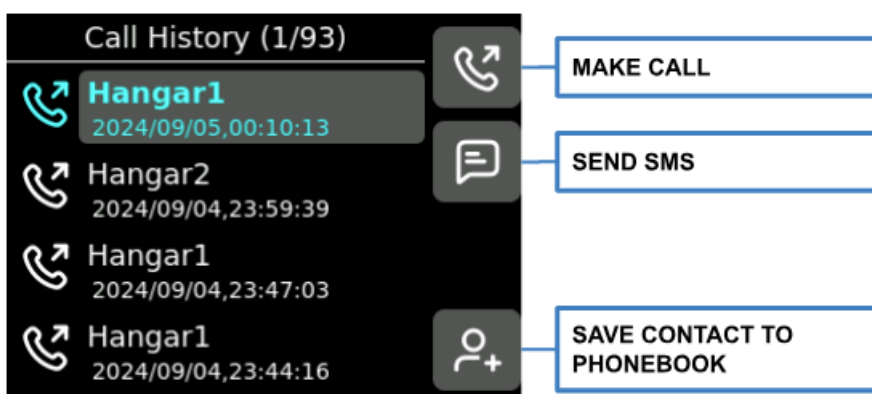 Call History (1/93)
Hangar1
2024/09/05,00:10:13
Hangar2
2024/09/04,23:59:39
Hangar1
2024/09/04,23:47:03
Hangar1
2024/09/04,23:44:16
MAKE CALL
SEND SMS
SAVE CONTACT TO
PHONEBOOK